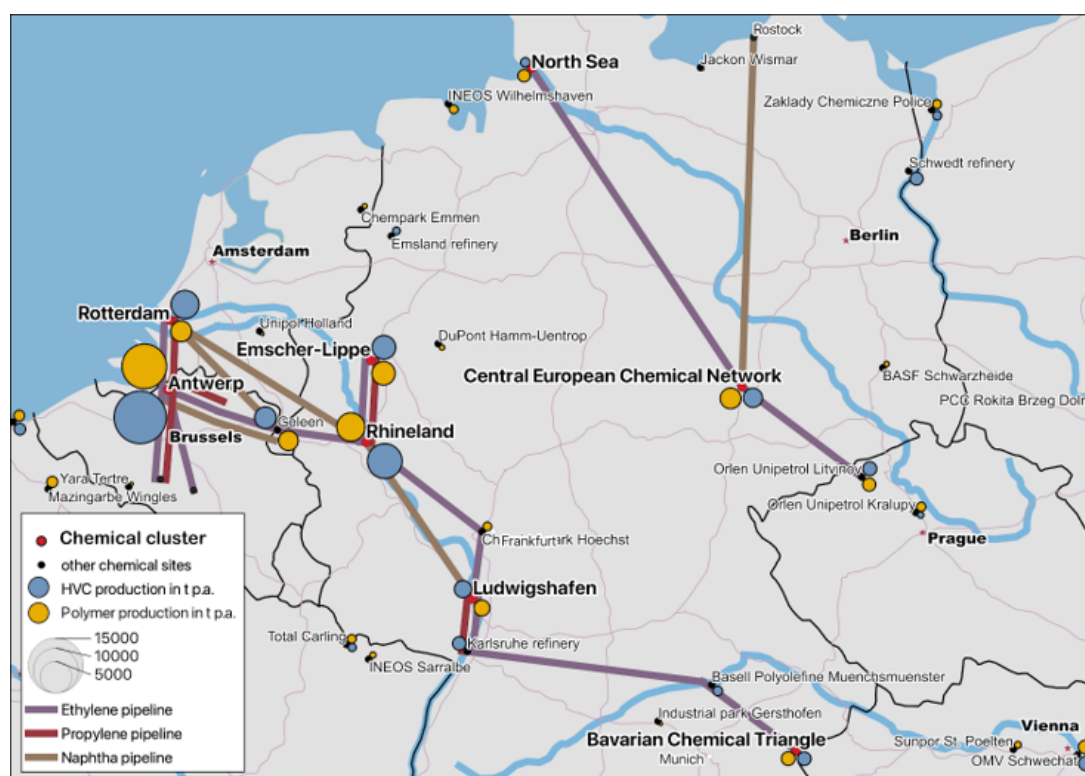 Rostock
North Sea
Jackon Wismar
INEOS Wilhelmshaven
Zaklady Chemiczne Police
Schwedt refinery
Chempark Emmen
Emsland refinery
Berlin
Amsterdam
Rotterdam
Unipol Holland
Emscher-Lippe
DuPont Hamm-Uentrop
Central European Chemical Network
BASF Schwarzheide
Antwerp
PCC Rokita Brzeg Doln
Geleen
Rhineland
Brussels
Orlen Unipetrol Litvinov
Yara Tertre
Mazingarbe Wingles
Orlen Unipetrol Kralupy
Prague
Frankfurt
Hoechst
Ludwigshafen
Karlsruhe refinery
Total Carling
INEOS Sarralbe
Basell Polyolefine Muenchsmuenster
Industrial park Gersthofen
Bavarian Chemical Triangle
Munich
Vienna
Sunpor St. Poelten
OMV Schwechat
Chemical cluster
other chemical sites
HVC production in t p.a.
Polymer production in t p.a.
15000
10000
5000
Ethylene pipeline
Propylene pipeline
Naphtha pipeline